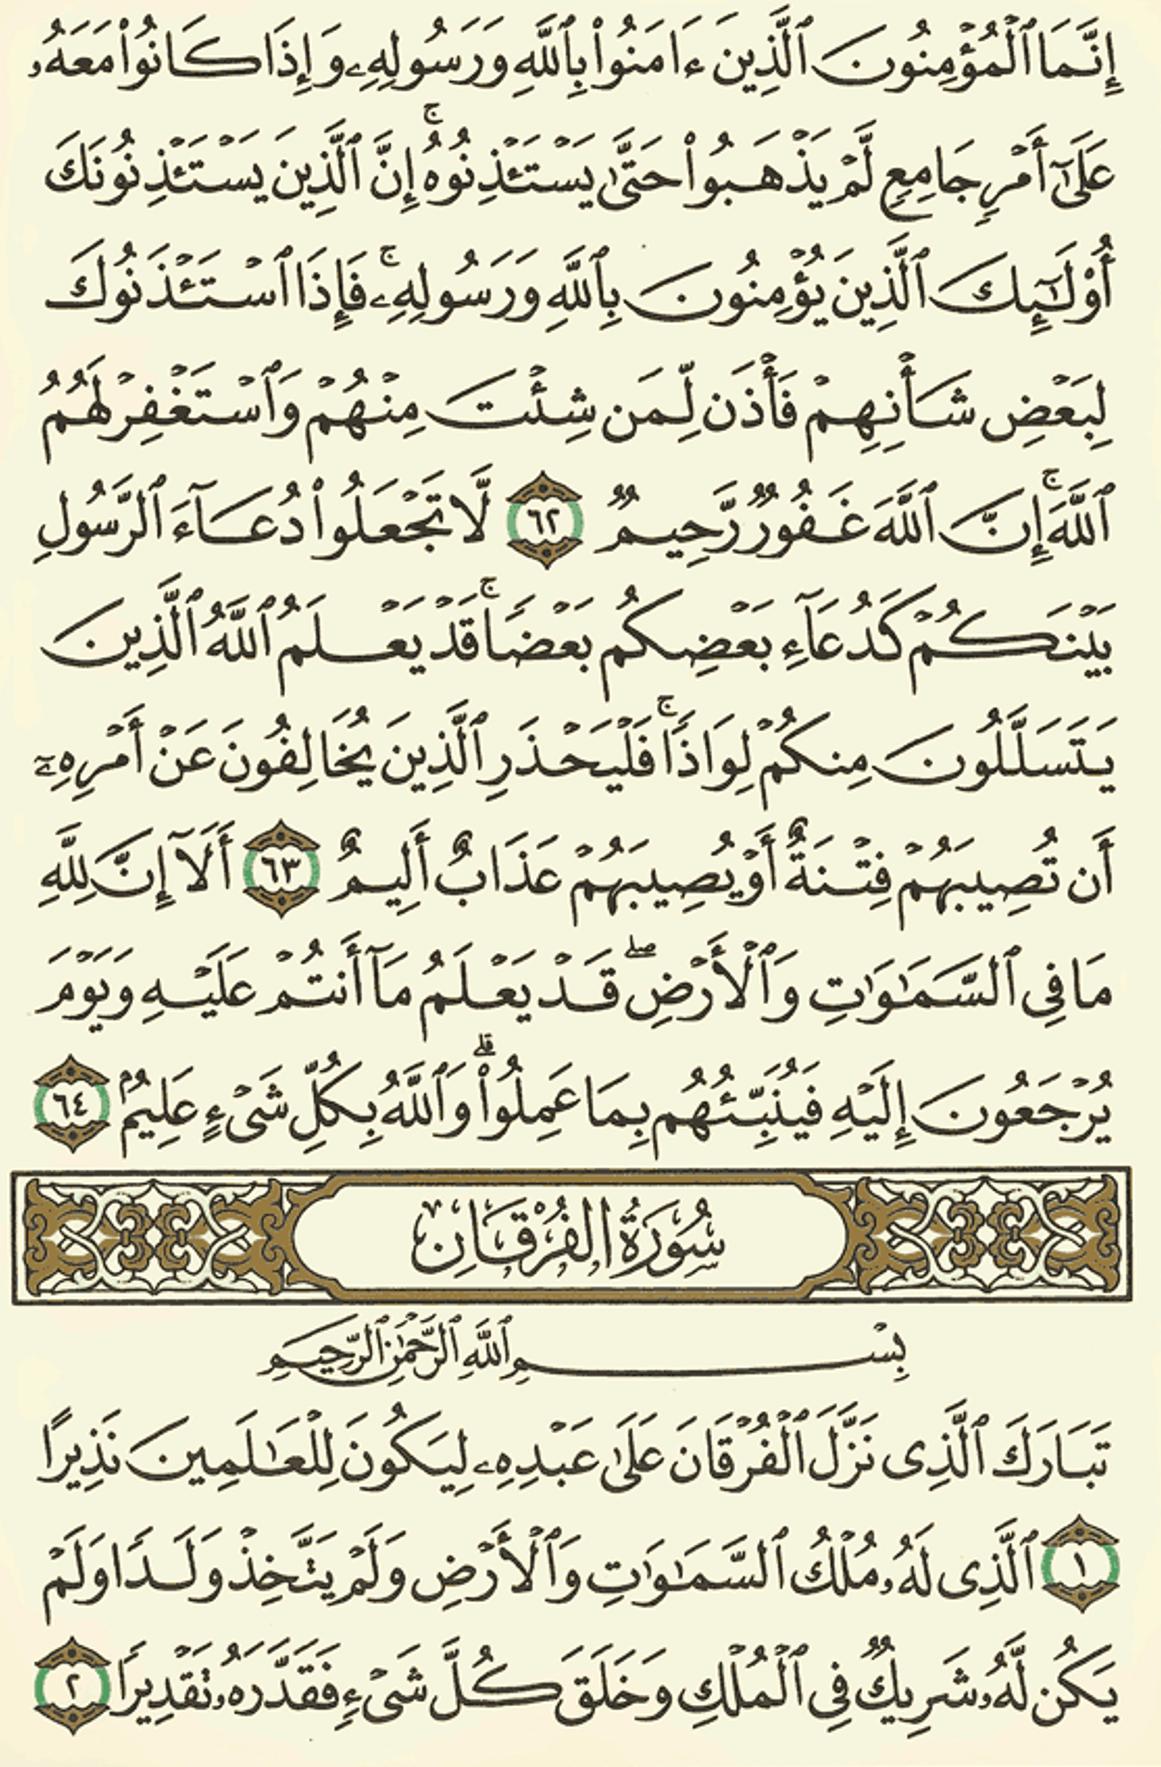 إِنَّمَا ٱلْمُؤْمِنُونَ ٱلَّذِينَ ءَامَنُوا۟ بِٱللَّهِ وَرَسُولِهِۦ وَإِذَا كَانُوا۟ مَعَهُۥ
عَلَىٰٓ أَمْرٍ جَامِعٍ لَّمْ يَذْهَبُوا۟ حَتَّىٰ يَسْتَـْٔذِنُوهُ ۚ إِنَّ ٱلَّذِينَ يَسْتَـْٔذِنُونَكَ
أُو۟لَـٰٓئِكَ ٱلَّذِينَ يُؤْمِنُونَ بِٱللَّهِ وَرَسُولِهِۦ ۚ فَإِذَا ٱسْتَـْٔذَنُوكَ
لِبَعْضِ شَأْنِهِمْ فَأْذَن لِّمَن شِئْتَ مِنْهُمْ وَٱسْتَغْفِرْ لَهُمُ
ٱللَّهَ ۚ إِنَّ ٱللَّهَ غَفُورٌ رَّحِيمٌ ٦٢ لَّا تَجْعَلُوا۟ دُعَآءَ ٱلرَّسُولِ
بَيْنَكُمْ كَدُعَآءِ بَعْضِكُم بَعْضًا ۚ قَدْ يَعْلَمُ ٱللَّهُ ٱلَّذِينَ
يَتَسَلَّلُونَ مِنكُمْ لِوَاذًا ۚ فَلْيَحْذَرِ ٱلَّذِينَ يُخَالِفُونَ عَنْ أَمْرِهِۦٓ
أَن تُصِيبَهُمْ فِتْنَةٌ أَوْ يُصِيبَهُمْ عَذَابٌ أَلِيمٌ ٦٣ أَلَآ إِنَّ لِلَّهِ
مَا فِى ٱلسَّمَـٰوَٰتِ وَٱلْأَرْضِ ۖ قَدْ يَعْلَمُ مَآ أَنتُمْ عَلَيْهِ وَيَوْمَ
يُرْجَعُونَ إِلَيْهِ فَيُنَبِّئُهُم بِمَا عَمِلُوا۟ ۗ وَٱللَّهُ بِكُلِّ شَىْءٍ عَلِيمٌۢ ٦٤
سُورَةُ الفُرْقَانِ
بِسْمِ ٱللَّهِ ٱلرَّحْمَـٰنِ ٱلرَّحِيمِ
تَبَارَكَ ٱلَّذِى نَزَّلَ ٱلْفُرْقَانَ عَلَىٰ عَبْدِهِۦ لِيَكُونَ لِلْعَـٰلَمِينَ نَذِيرًا
١ ٱلَّذِى لَهُۥ مُلْكُ ٱلسَّمَـٰوَٰتِ وَٱلْأَرْضِ وَلَمْ يَتَّخِذْ وَلَدًا وَلَمْ
يَكُن لَّهُۥ شَرِيكٌ فِى ٱلْمُلْكِ وَخَلَقَ كُلَّ شَىْءٍ فَقَدَّرَهُۥ تَقْدِيرًا ٢